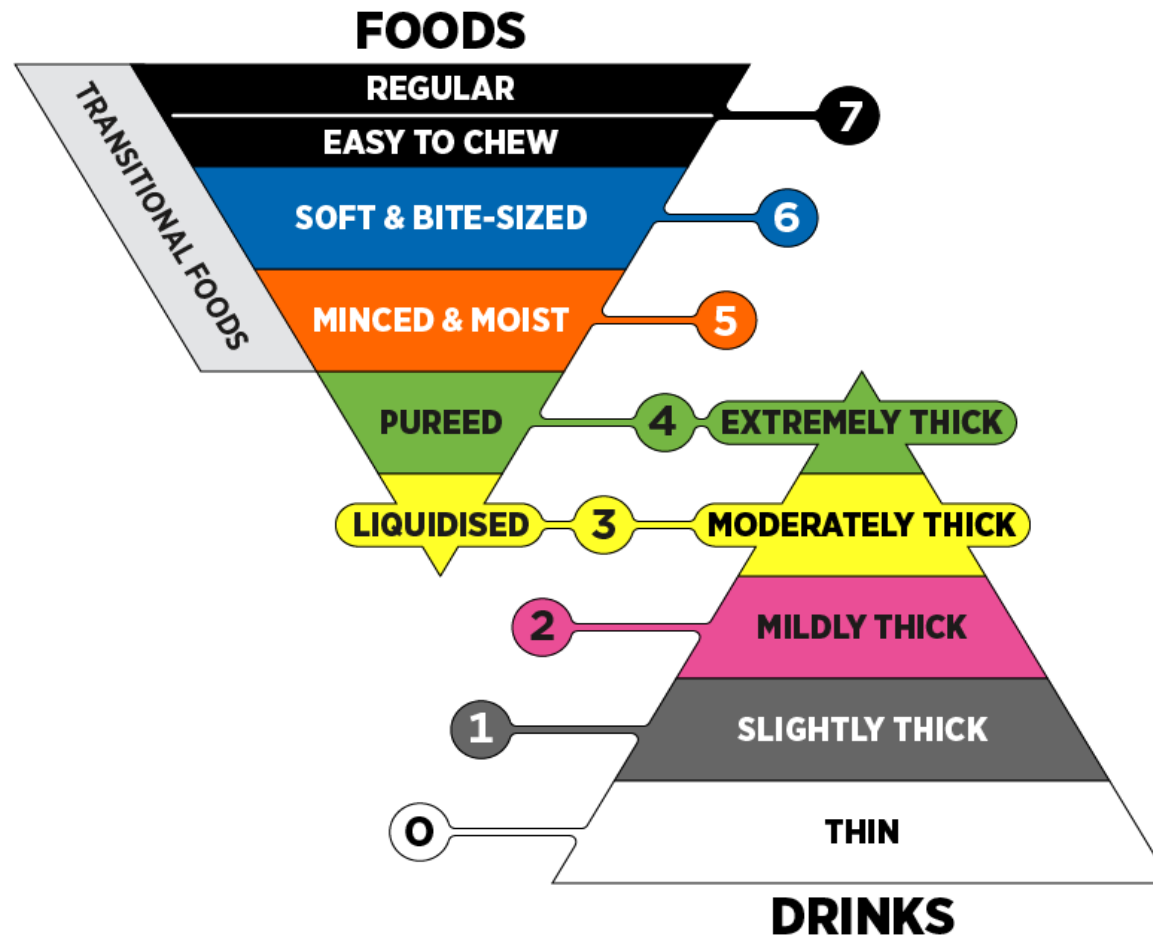 FOODS
REGULAR
7
EASY TO CHEW
TRANSITIONAL FOODS
SOFT & BITE-SIZED
6
MINCED & MOIST
5
PUREED
4
EXTREMELY THICK
LIQUIDISED
3
MODERATELY THICK
2
MILDLY THICK
1
SLIGHTLY THICK
0
THIN
DRINKS